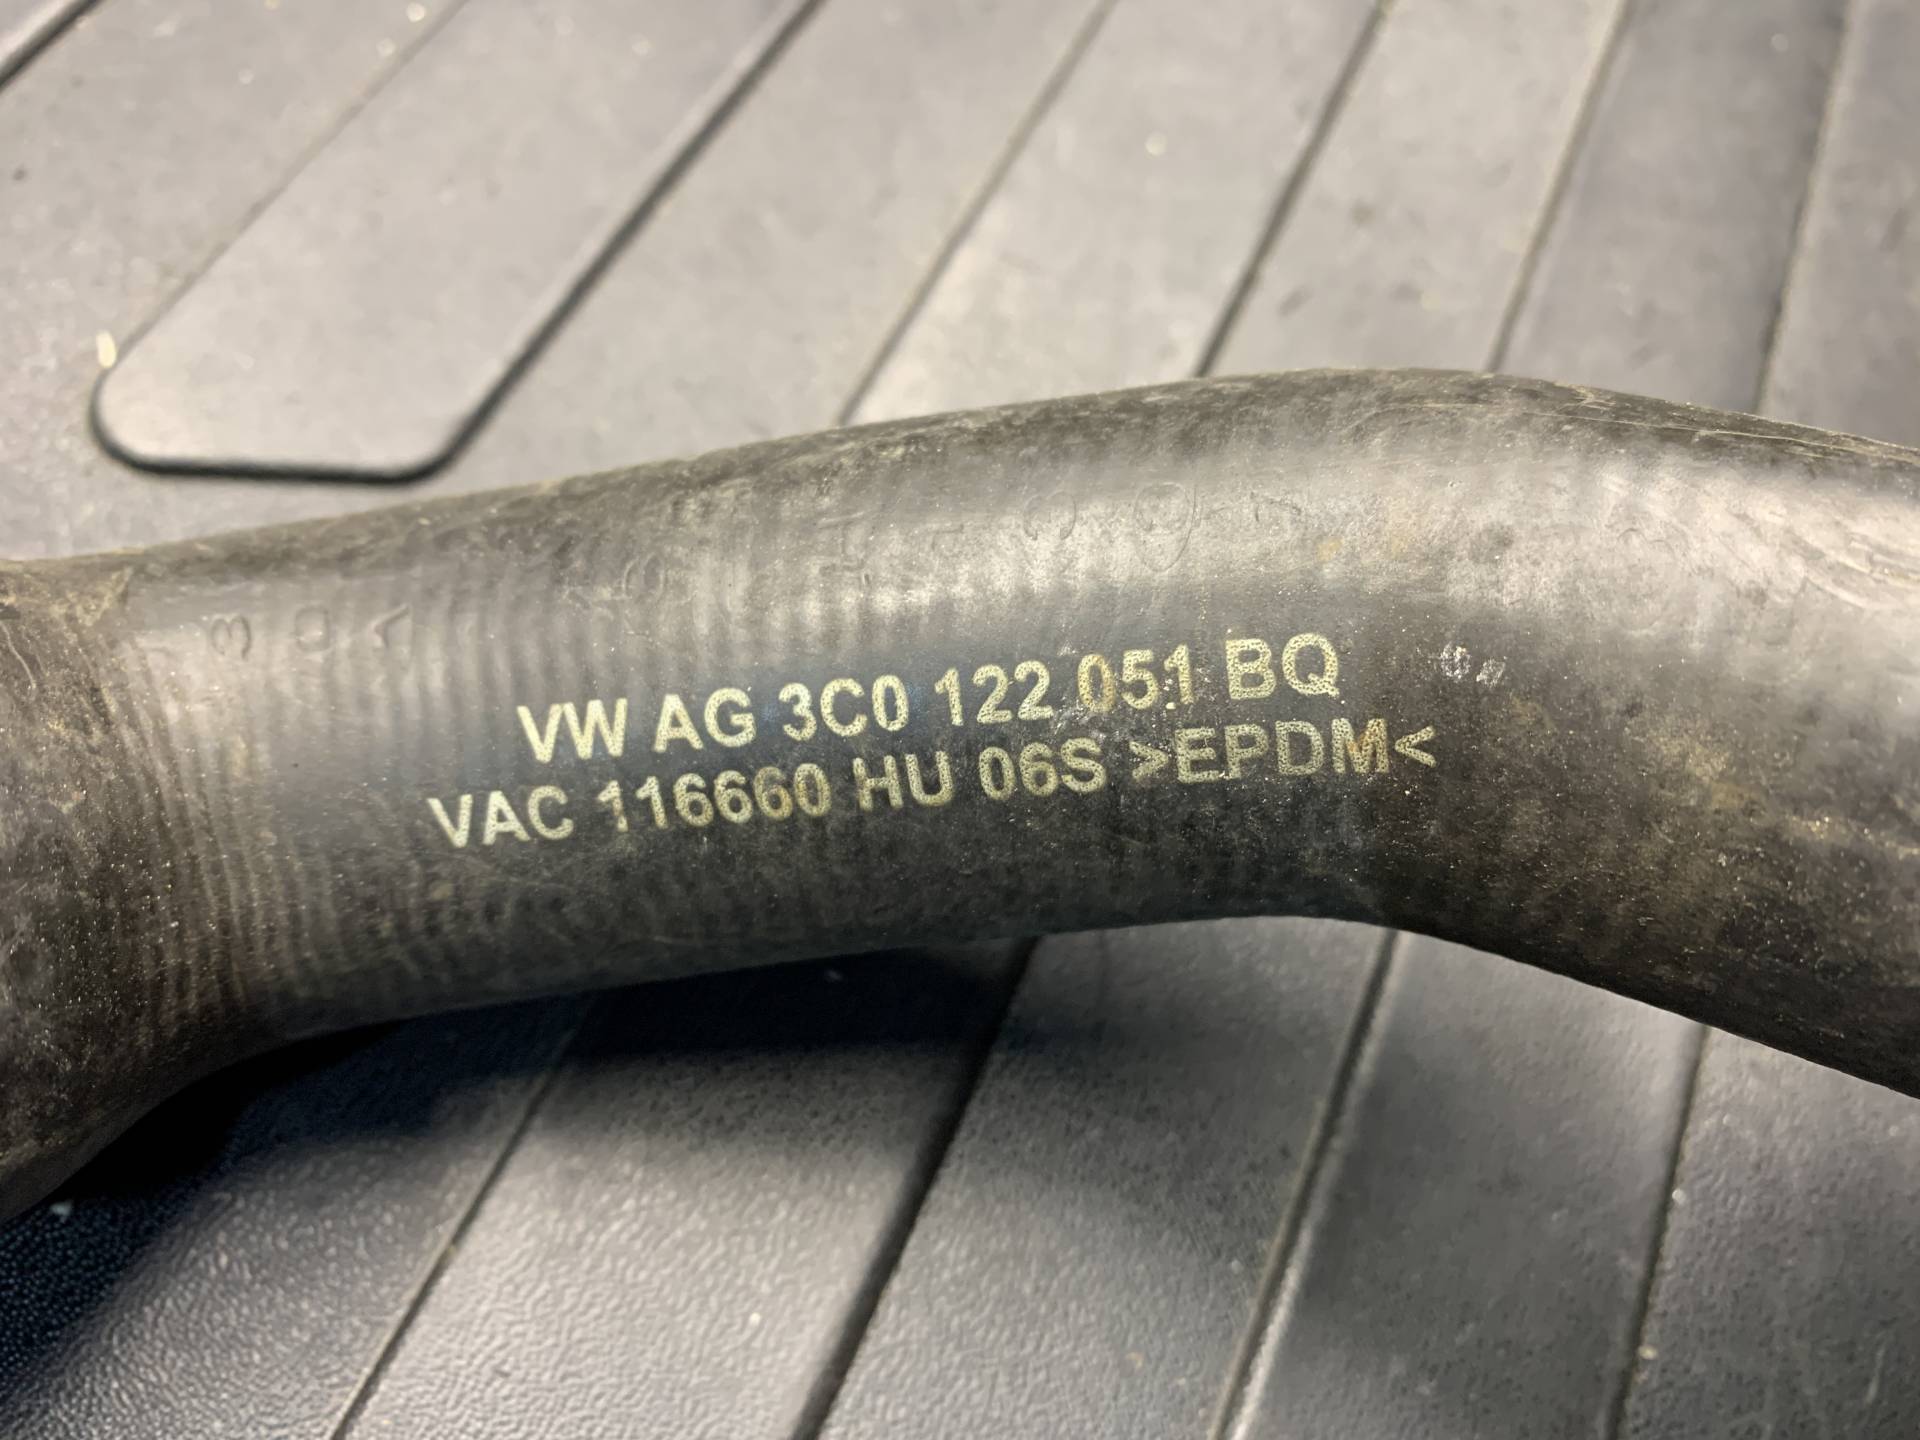 VW AG 3C0 122 051 BQ
VAC 116660 HU 06S >EPDM<